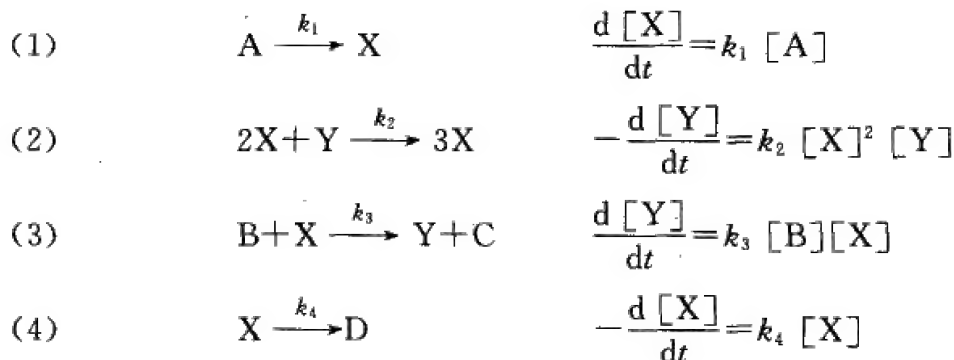 (1) A —k₁→ X d [X]/dt=k₁ [A]
(2) 2X+Y —k₂→ 3X −d [Y]/dt=k₂ [X]² [Y]
(3) B+X —k₃→ Y+C d [Y]/dt=k₃ [B][X]
(4) X —k₄→ D −d [X]/dt=k₄ [X]